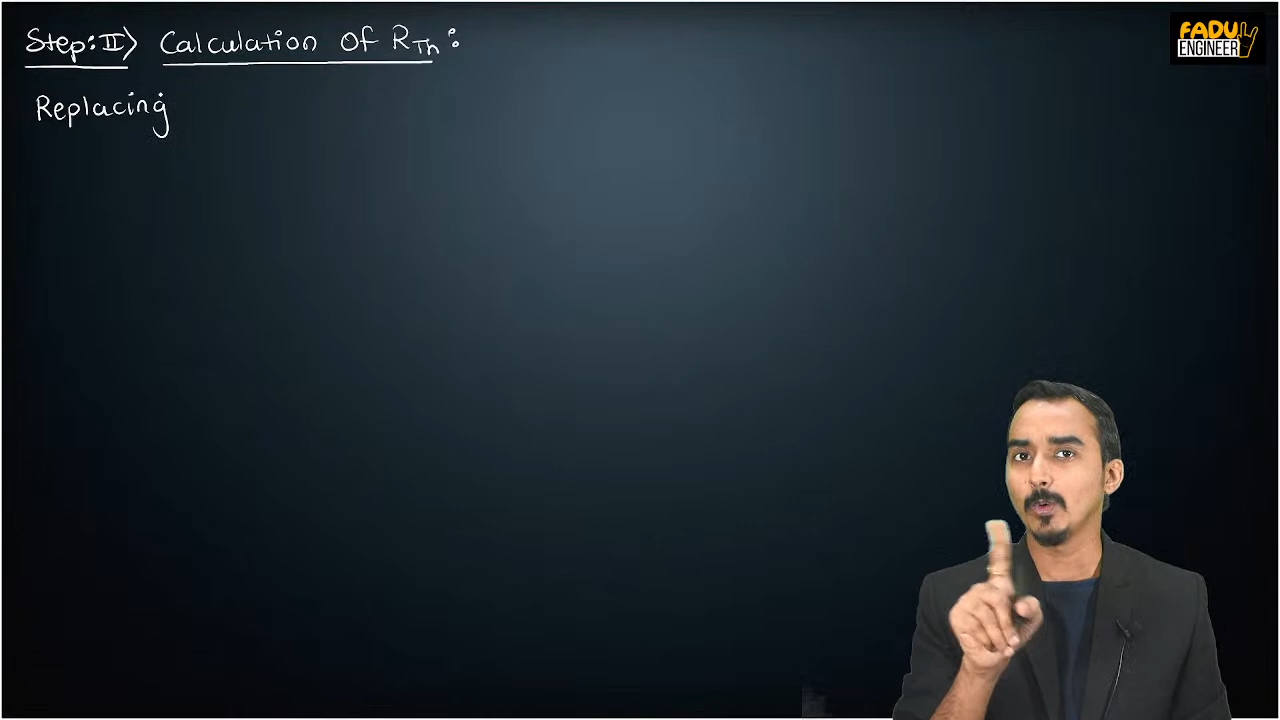 Step:II> Calculation of RTh:
Replacing
FADU
ENGINEER